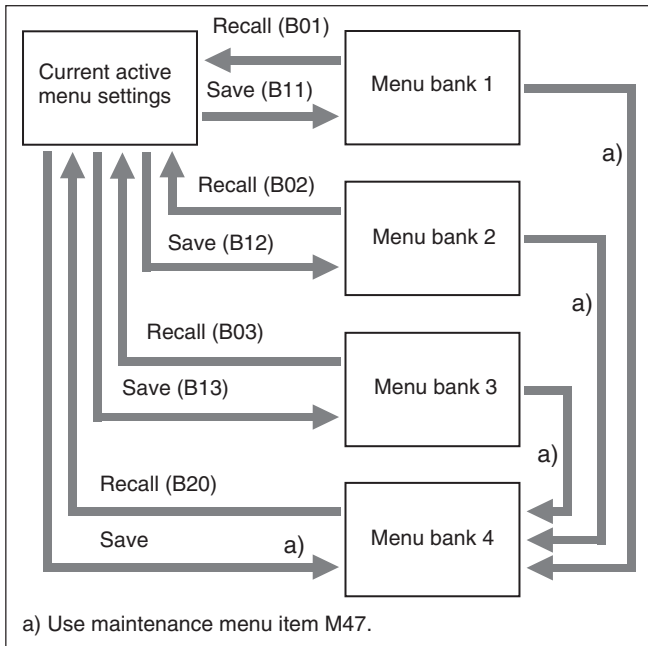 Recall (B01)
Current active
menu settings
Menu bank 1
Save (B11)
a)
Recall (B02)
Menu bank 2
Save (B12)
a)
Recall (B03)
Menu bank 3
Save (B13)
a)
Recall (B20)
Menu bank 4
Save
a)
a) Use maintenance menu item M47.